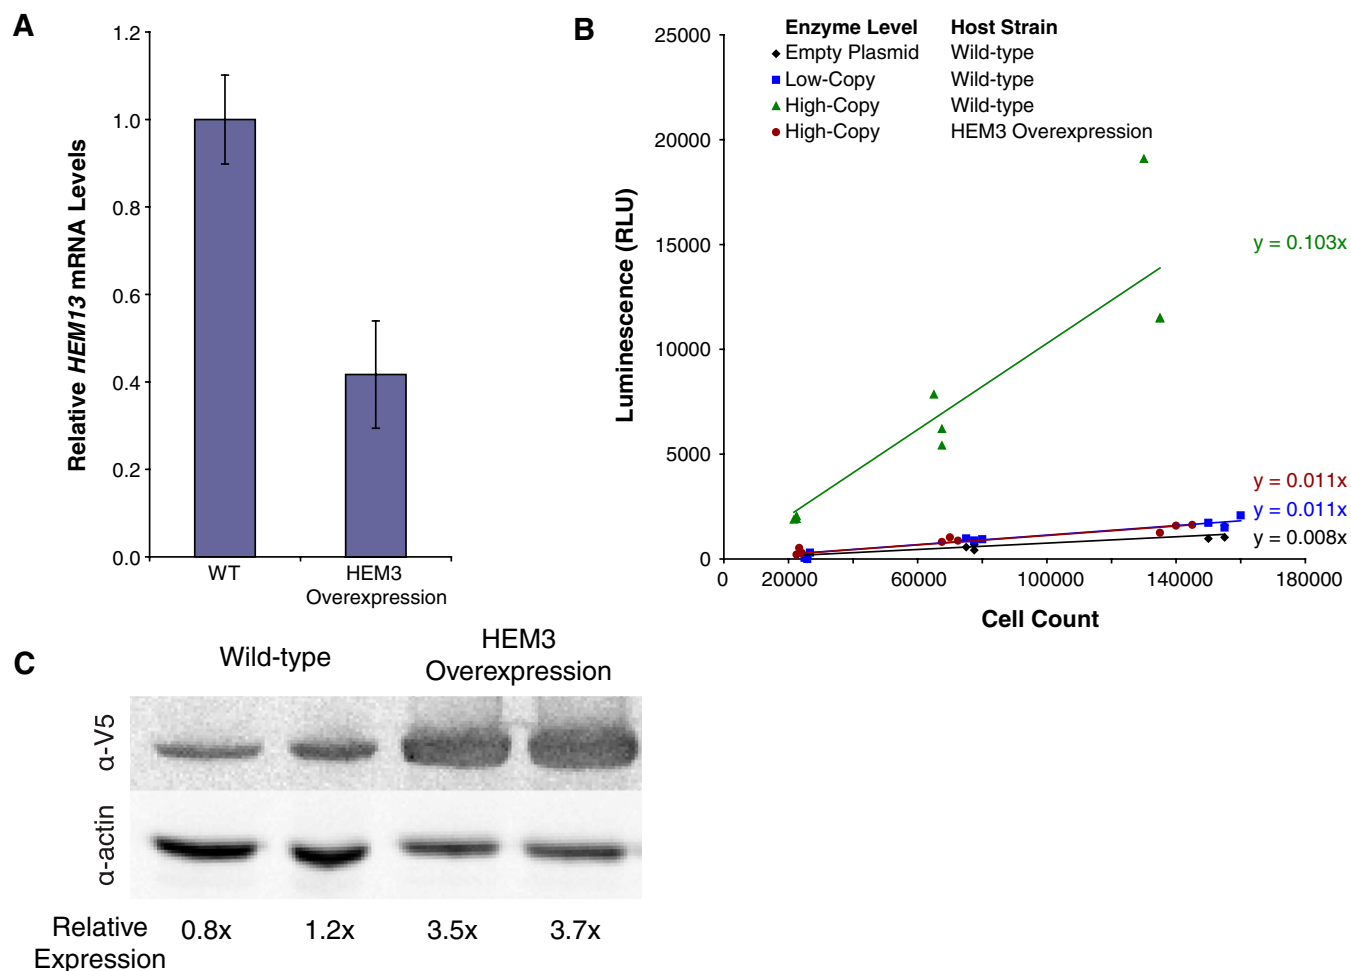 A
Relative HEM13 mRNA Levels
1.2
1.0
0.8
0.6
0.4
0.2
0.0
WT
HEM3
Overexpression
B
Enzyme Level Host Strain
Empty Plasmid Wild-type
Low-Copy Wild-type
High-Copy Wild-type
High-Copy HEM3 Overexpression
Luminescence (RLU)
25000
20000
15000
10000
5000
0
y = 0.103x
y = 0.011x
y = 0.011x
y = 0.008x
0 20000 60000 100000 140000 180000
Cell Count
C
Wild-type
HEM3
Overexpression
α-V5
α-actin
Relative
Expression
0.8x 1.2x 3.5x 3.7x